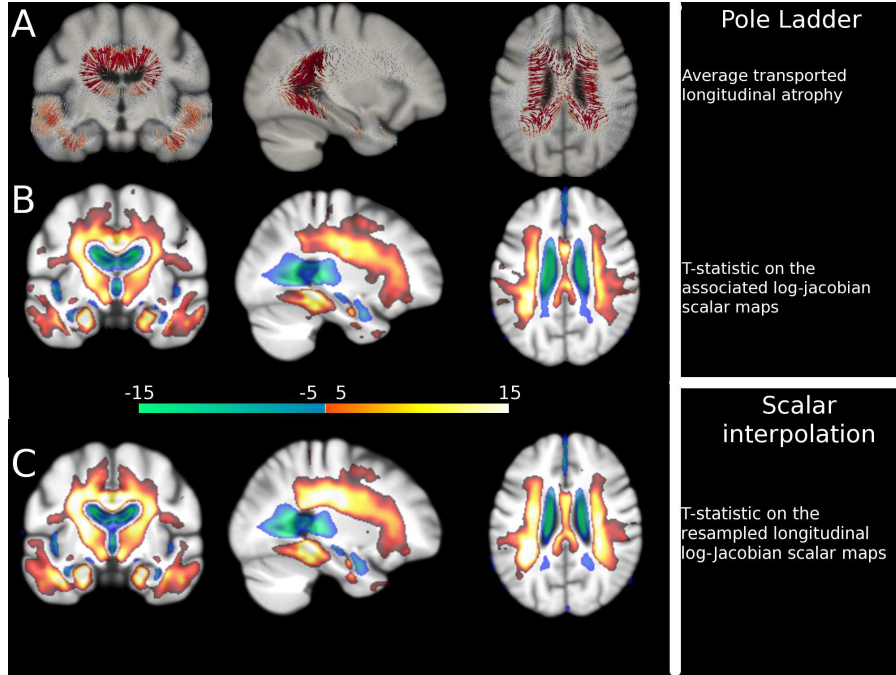 A
Pole Ladder
Average transported
longitudinal atrophy
B
T-statistic on the
associated log-jacobian
scalar maps
-15 -5 5 15
Scalar
interpolation
C
T-statistic on the
resampled longitudinal
log-Jacobian scalar maps